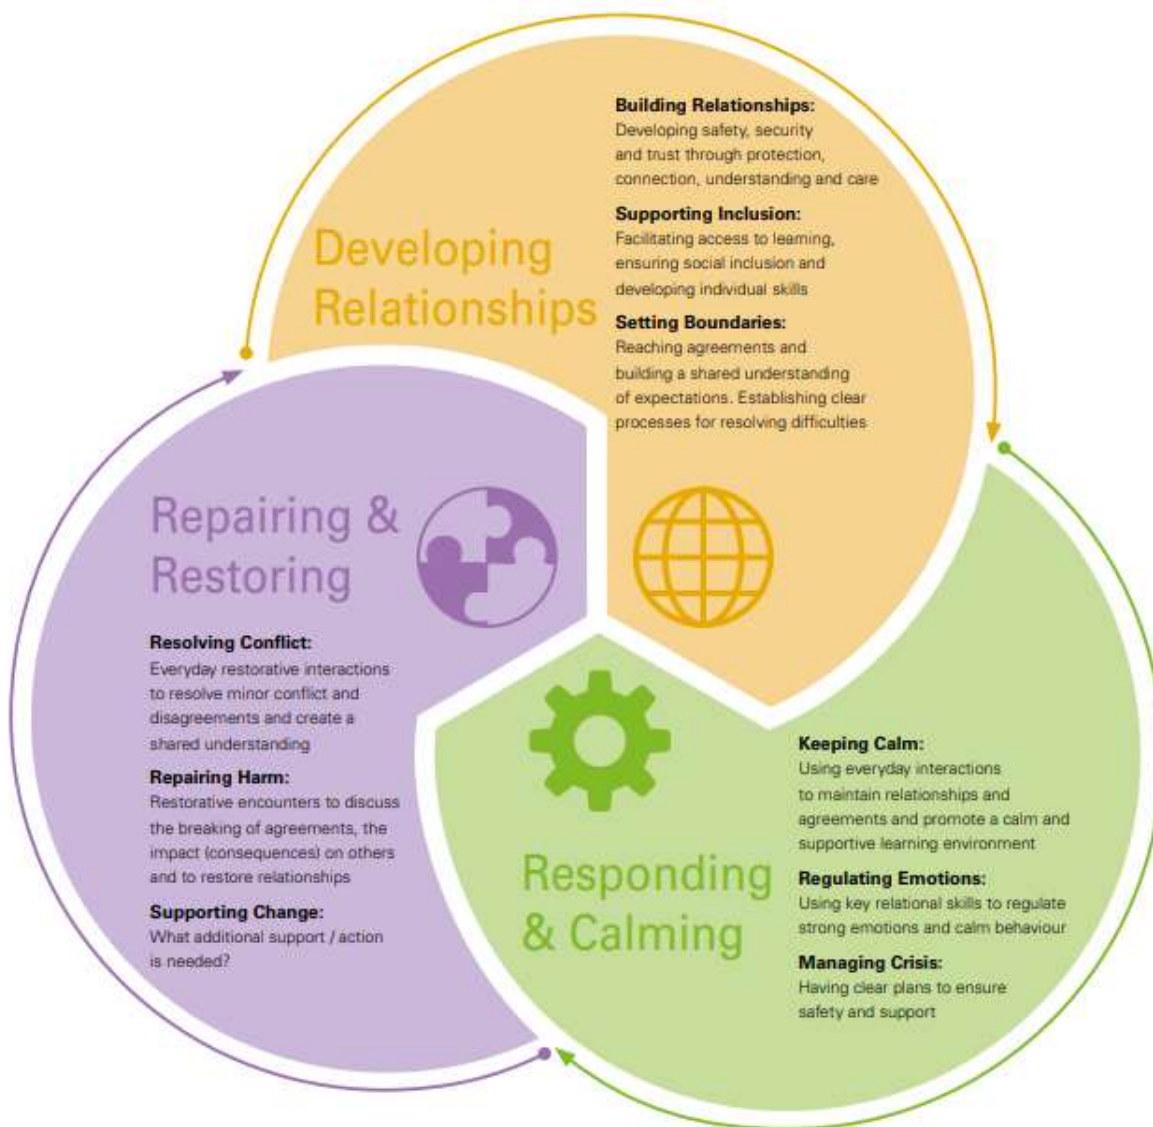 Developing
Relationships
Building Relationships:
Developing safety, security
and trust through protection,
connection, understanding and care
Supporting Inclusion:
Facilitating access to learning,
ensuring social inclusion and
developing individual skills
Setting Boundaries:
Reaching agreements and
building a shared understanding
of expectations. Establishing clear
processes for resolving difficulties
Repairing &
Restoring
Resolving Conflict:
Everyday restorative interactions
to resolve minor conflict and
disagreements and create a
shared understanding
Repairing Harm:
Restorative encounters to discuss
the breaking of agreements, the
impact (consequences) on others
and to restore relationships
Supporting Change:
What additional support / action
is needed?
Responding
& Calming
Keeping Calm:
Using everyday interactions
to maintain relationships and
agreements and promote a calm and
supportive learning environment
Regulating Emotions:
Using key relational skills to regulate
strong emotions and calm behaviour
Managing Crisis:
Having clear plans to ensure
safety and support